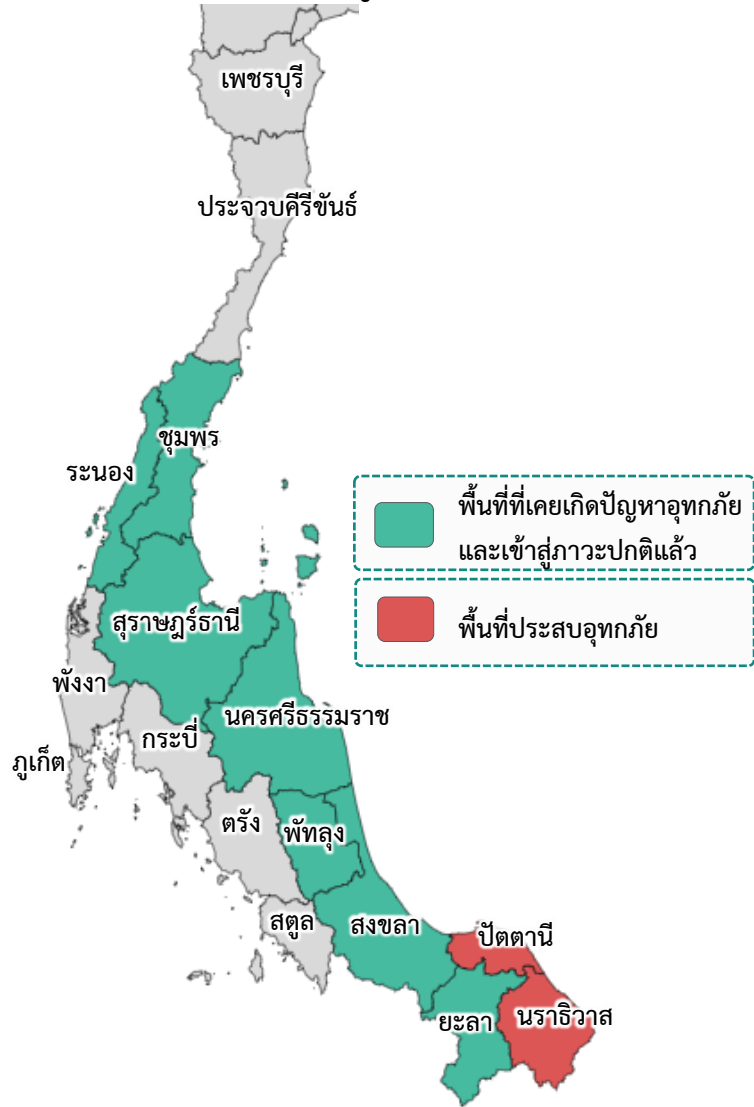 เพชรบุรี
ประจวบคีรีขันธ์
ชุมพร
ระนอง
พื้นที่ที่เคยเกิดปัญหาอุทกภัย
และเข้าสู่ภาวะปกติแล้ว
พื้นที่ประสบอุทกภัย
สุราษฎร์ธานี
พังงา
นครศรีธรรมราช
กระบี่
ภูเก็ต
ตรัง
พัทลุง
สตูล
สงขลา
ปัตตานี
ยะลา
นราธิวาส